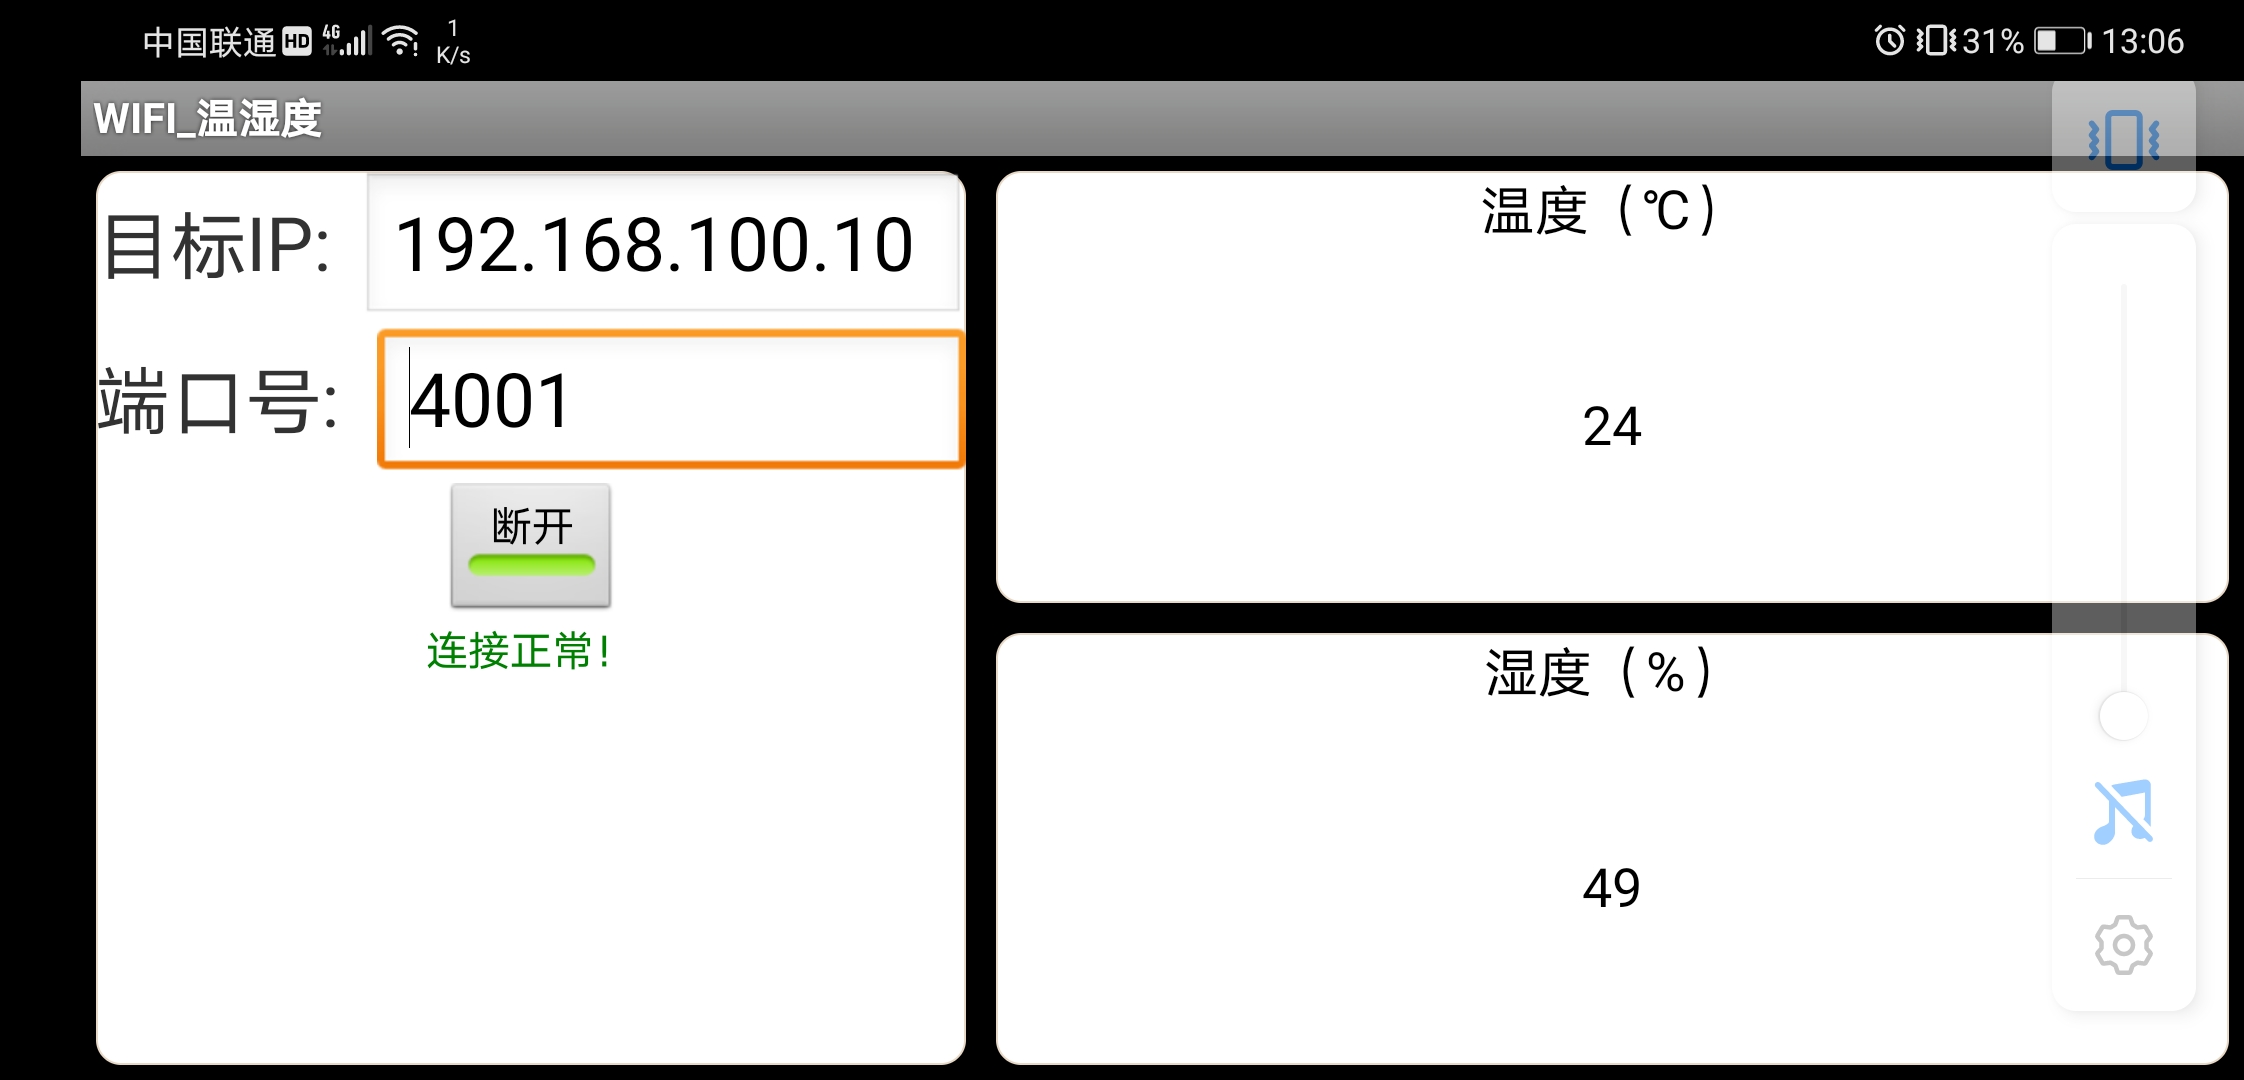 中国联通 HD 4G 1 K/s 31% 13:06
WIFI_温湿度
目标IP: 192.168.100.10
端口号: 4001
断开
连接正常!
温度（℃）
24
湿度（%）
49